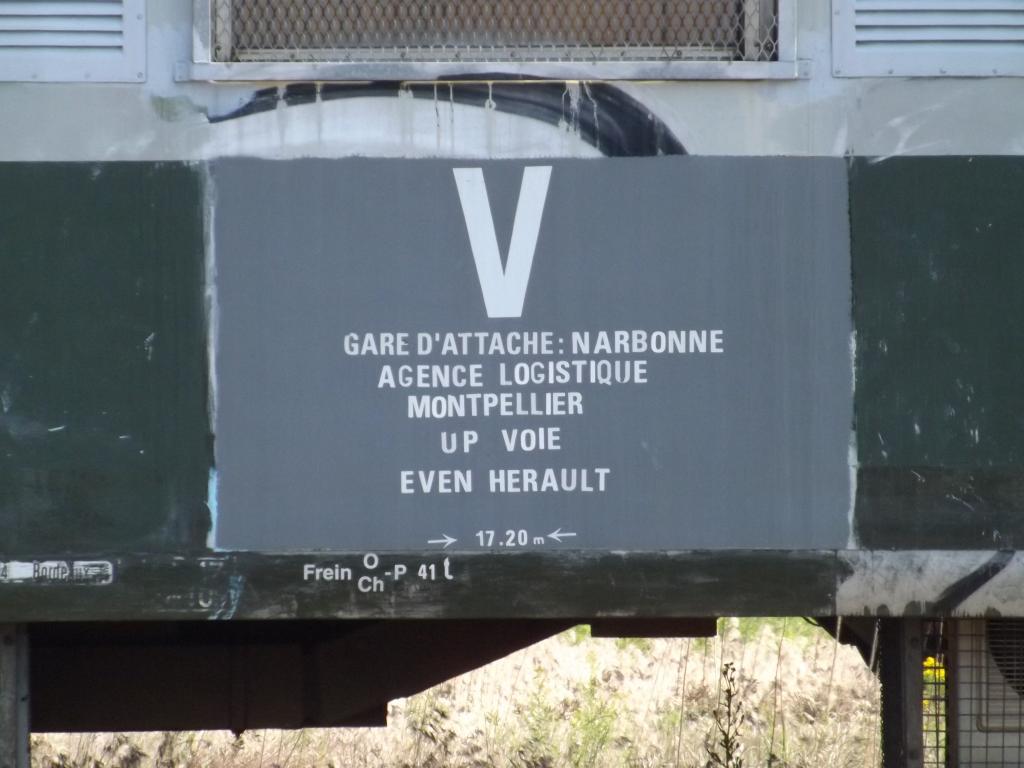 V
GARE D'ATTACHE: NARBONNE
AGENCE LOGISTIQUE
MONTPELLIER
UP VOIE
EVEN HERAULT
→ 17.20 m ←
Frein O Ch-P 41 t